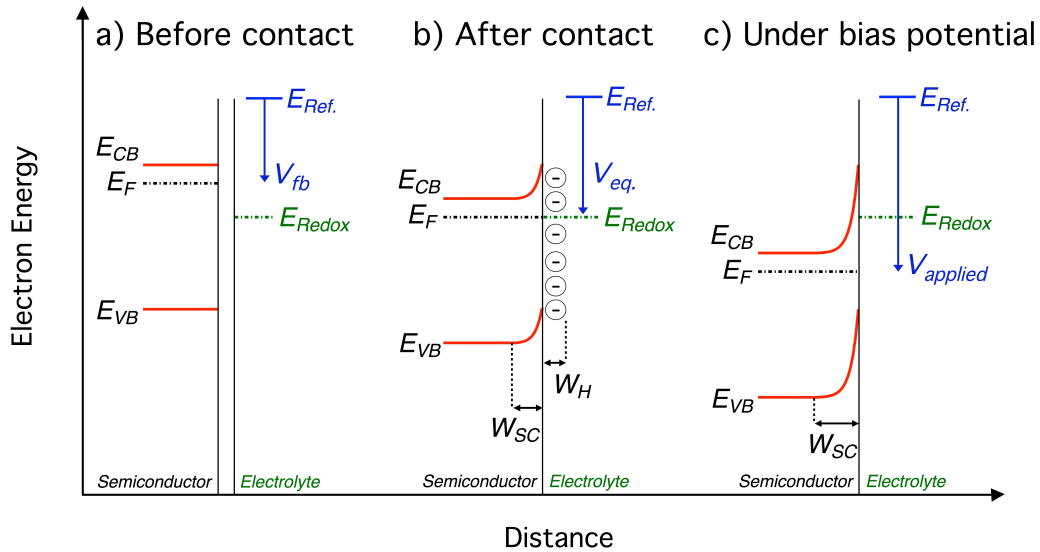 a) Before contact
b) After contact
c) Under bias potential
Electron Energy
E_CB
E_F
E_VB
E_Ref.
V_fb
E_Redox
Semiconductor
Electrolyte
E_CB
E_F
E_VB
E_Ref.
V_eq.
E_Redox
-
-
-
-
-
-
W_H
W_SC
Semiconductor
Electrolyte
E_CB
E_F
E_VB
E_Ref.
E_Redox
V_applied
W_SC
Semiconductor
Electrolyte
Distance